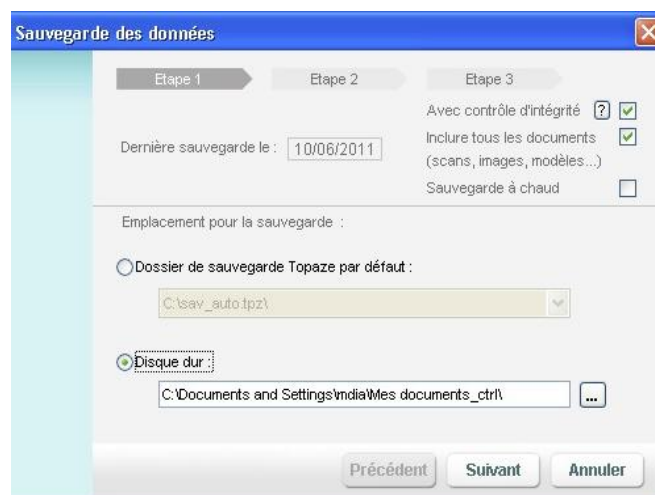 Sauvegarde des données
Etape 1 Etape 2 Etape 3
Avec contrôle d'intégrité ?
Dernière sauvegarde le : 10/06/2011
Inclure tous les documents
(scans, images, modèles...)
Sauvegarde à chaud
Emplacement pour la sauvegarde :
Dossier de sauvegarde Topaze par défaut :
C:\sav_auto.tpz\
Disque dur :
C:\Documents and Settings\mdia\Mes documents_ctrl\
...
Précédent Suivant Annuler